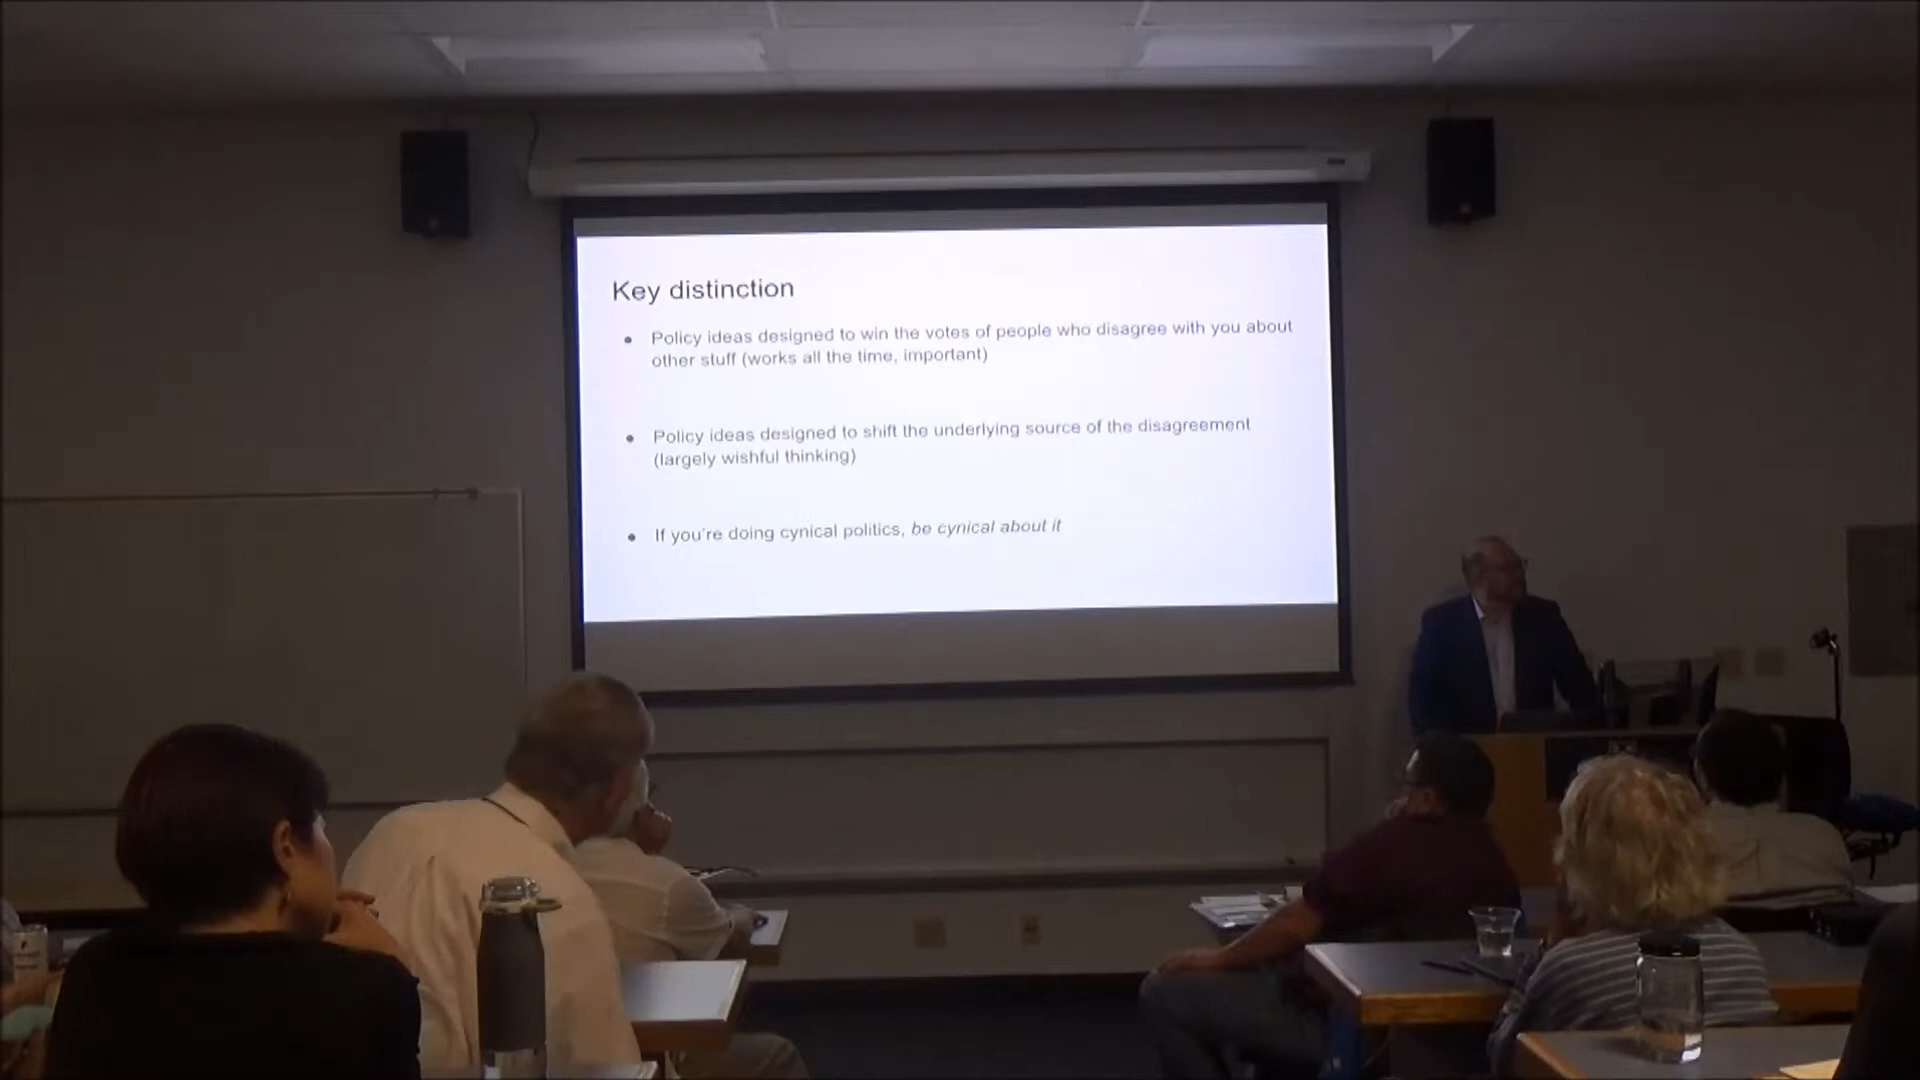 Key distinction
● Policy ideas designed to win the votes of people who disagree with you about
other stuff (works all the time, important)
● Policy ideas designed to shift the underlying source of the disagreement
(largely wishful thinking)
● If you're doing cynical politics, be cynical about it